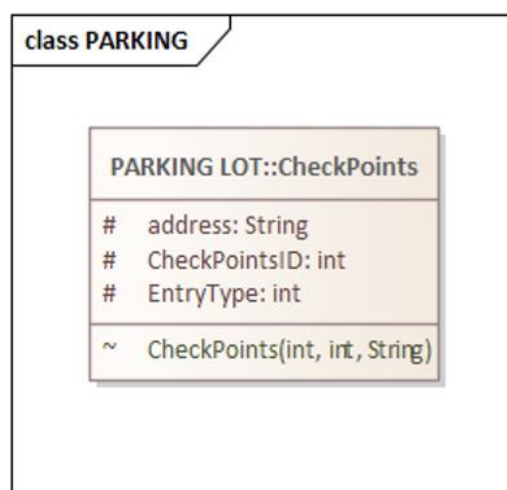 class PARKING
PARKING LOT::CheckPoints
# address: String
# CheckPointsID: int
# EntryType: int
~ CheckPoints(int, int, String)